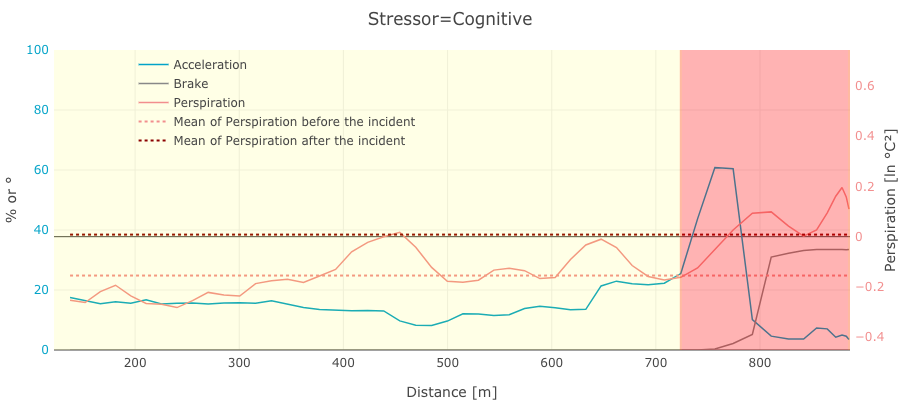 Stressor=Cognitive
Acceleration
Brake
Perspiration
Mean of Perspiration before the incident
Mean of Perspiration after the incident
100
80
60
40
20
0
% or °
0.6
0.4
0.2
0
−0.2
−0.4
Perspiration [ln °C²]
200 300 400 500 600 700 800
Distance [m]